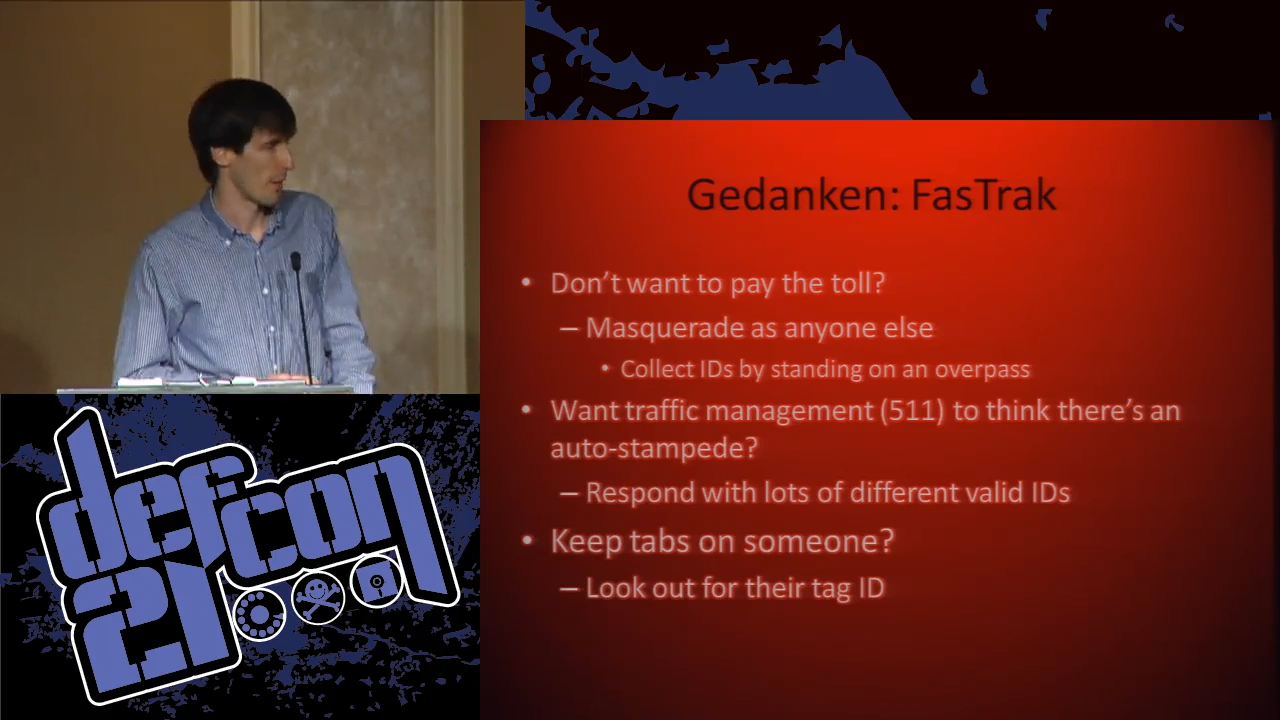 Gedanken: FasTrak
• Don't want to pay the toll?
– Masquerade as anyone else
• Collect IDs by standing on an overpass
• Want traffic management (511) to think there's an
auto-stampede?
– Respond with lots of different valid IDs
• Keep tabs on someone?
– Look out for their tag ID
defcon
21